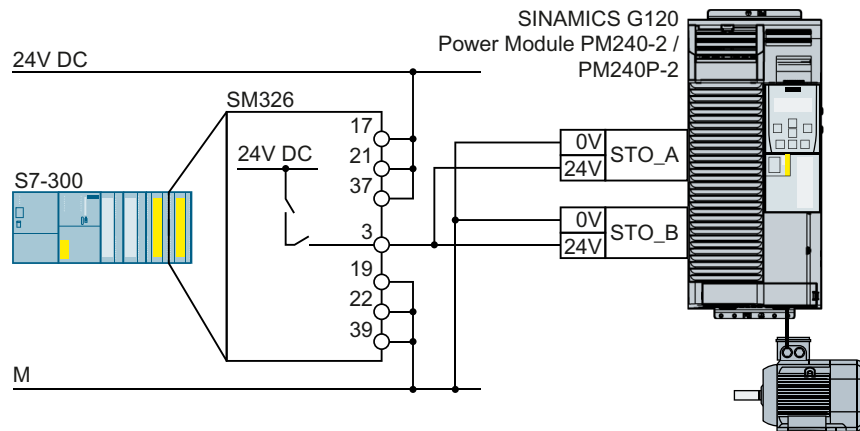 SINAMICS G120
Power Module PM240-2 /
PM240P-2
24V DC
SM326
17
24V DC
21
37
S7-300
3
19
22
39
M
0V
24V
STO_A
0V
24V
STO_B